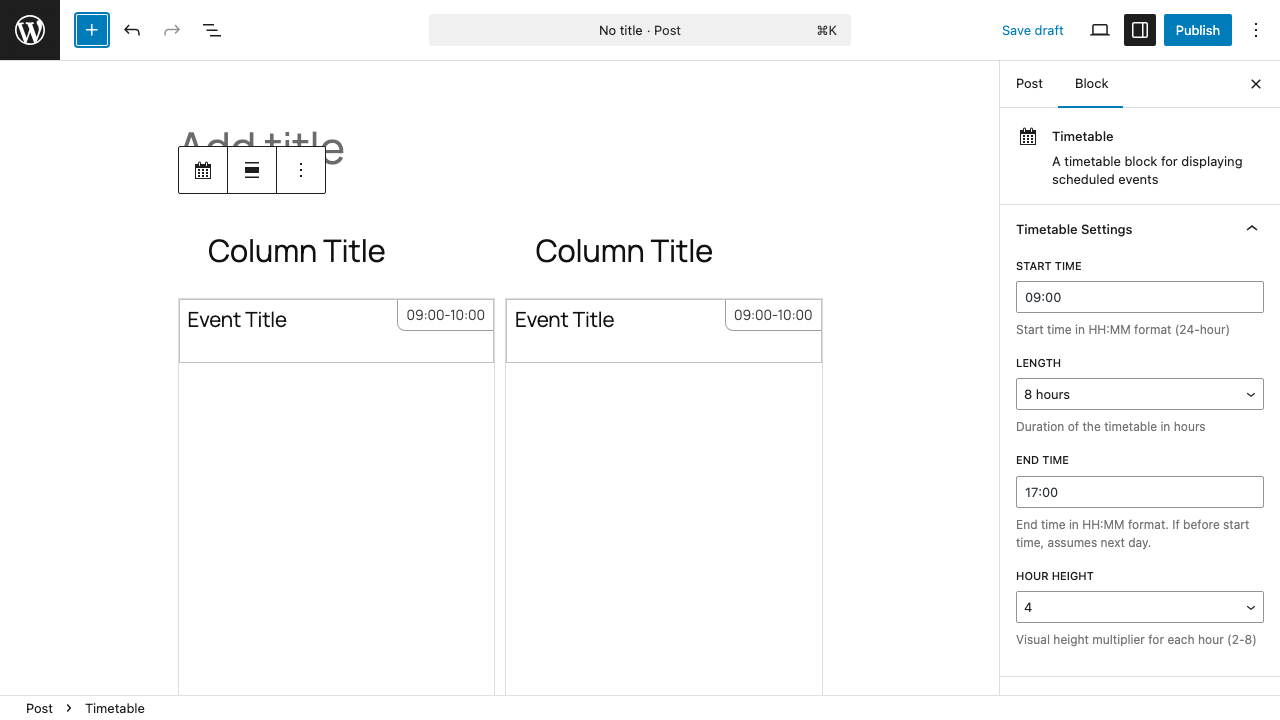 No title · Post ⌘K
Save draft
Publish
Post
Block
Add title
Timetable
A timetable block for displaying
scheduled events
Column Title
Column Title
Event Title
09:00-10:00
Event Title
09:00-10:00
Timetable Settings
START TIME
09:00
Start time in HH:MM format (24-hour)
LENGTH
8 hours
Duration of the timetable in hours
END TIME
17:00
End time in HH:MM format. If before start
time, assumes next day.
HOUR HEIGHT
4
Visual height multiplier for each hour (2-8)
Post › Timetable